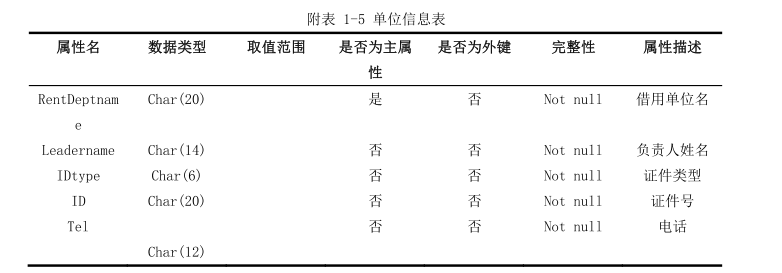 附表 1-5 单位信息表
属性名 数据类型 取值范围 是否为主属 是否为外键 完整性 属性描述
性
RentDeptnam Char(20) 是 否 Not null 借用单位名
e
Leadername Char(14) 否 否 Not null 负责人姓名
IDtype Char(6) 否 否 Not null 证件类型
ID Char(20) 否 否 Not null 证件号
Tel 否 否 Not null 电话
Char(12)